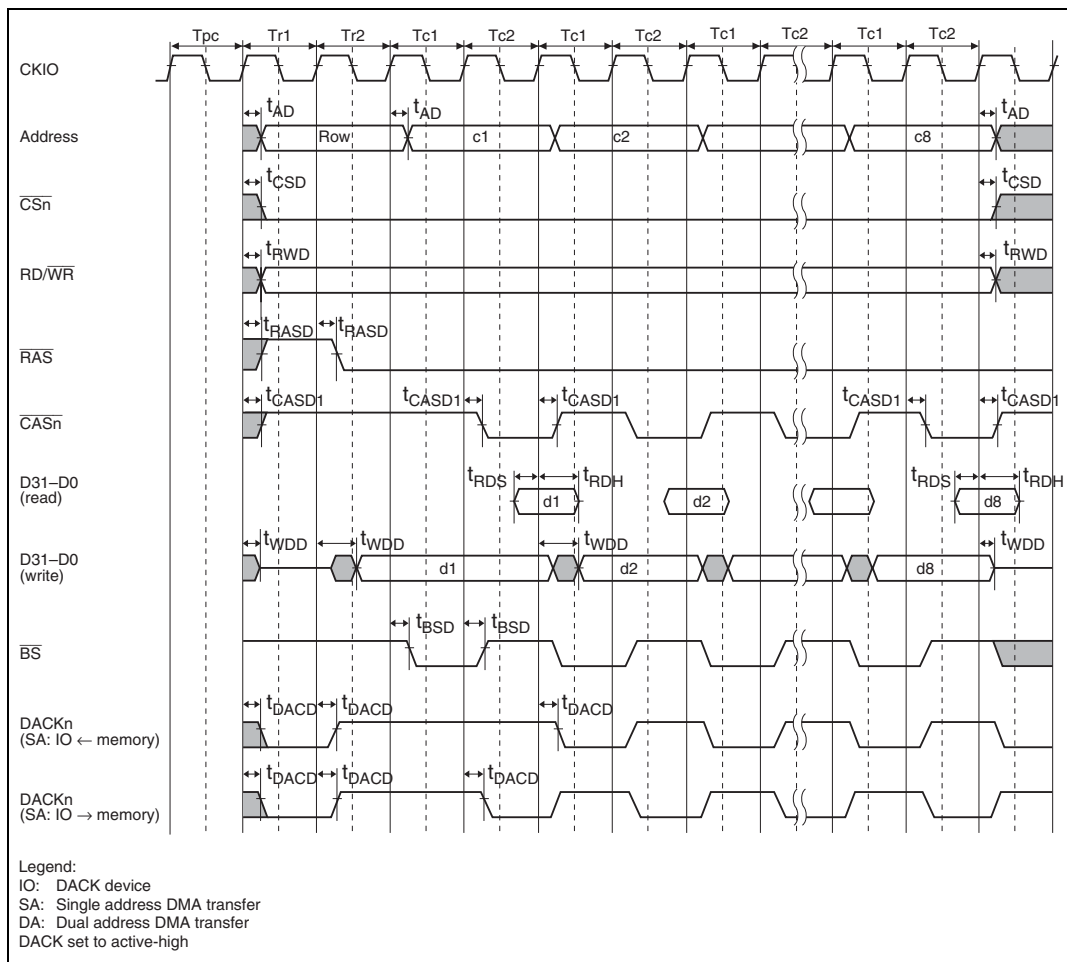 Tpc Tr1 Tr2 Tc1 Tc2 Tc1 Tc2 Tc1 Tc2 Tc1 Tc2
CKIO
tAD tAD tAD
Address Row c1 c2 c8
tCSD tCSD
CSn
tRWD tRWD
RD/WR
tRASD tRASD
RAS
tCASD1 tCASD1 tCASD1 tCASD1 tCASD1
CASn
D31–D0
(read)
tRDS d1 tRDH d2 tRDS d8 tRDH
tWDD tWDD tWDD tWDD
D31–D0
(write)
d1 d2 d8
tBSD tBSD
BS
tDACD tDACD tDACD
DACKn
(SA: IO ← memory)
tDACD tDACD tDACD
DACKn
(SA: IO → memory)
Legend:
IO: DACK device
SA: Single address DMA transfer
DA: Dual address DMA transfer
DACK set to active-high